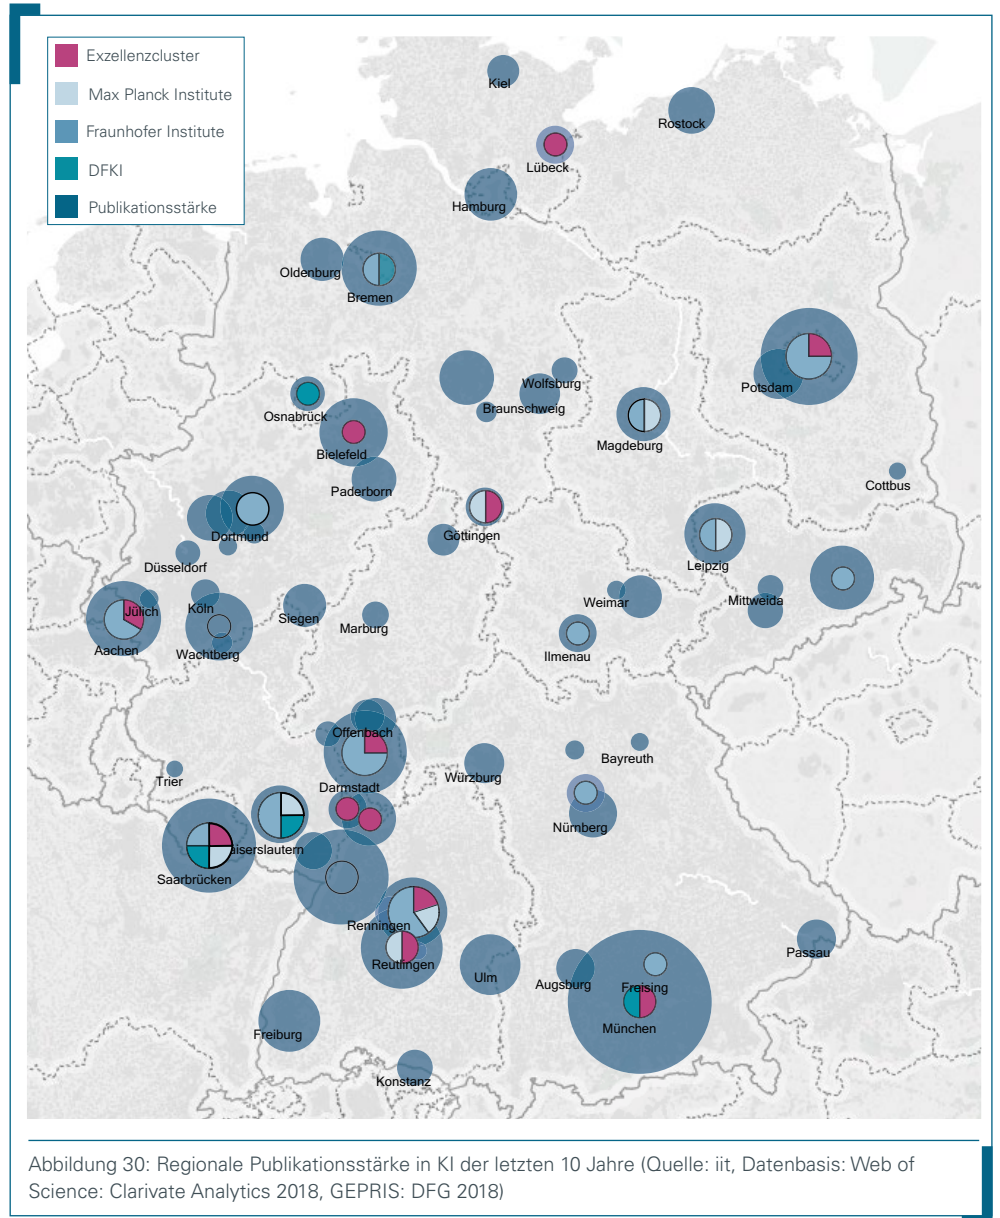 Exzellenzcluster
Max Planck Institute
Fraunhofer Institute
DFKI
Publikationsstärke
Kiel
Rostock
Lübeck
Hamburg
Oldenburg
Bremen
Potsdam
Wolfsburg
Braunschweig
Osnabrück
Bielefeld
Magdeburg
Paderborn
Cottbus
Dortmund
Göttingen
Düsseldorf
Leipzig
Jülich
Köln
Siegen
Marburg
Weimar
Mittweida
Aachen
Wachtberg
Ilmenau
Offenbach
Trier
Darmstadt
Würzburg
Bayreuth
Nürnberg
aiserslautern
Saarbrücken
Renningen
Reutlingen
Ulm
Augsburg
Freising
München
Passau
Freiburg
Konstanz
Abbildung 30: Regionale Publikationsstärke in KI der letzten 10 Jahre (Quelle: iit, Datenbasis: Web of
Science: Clarivate Analytics 2018, GEPRIS: DFG 2018)